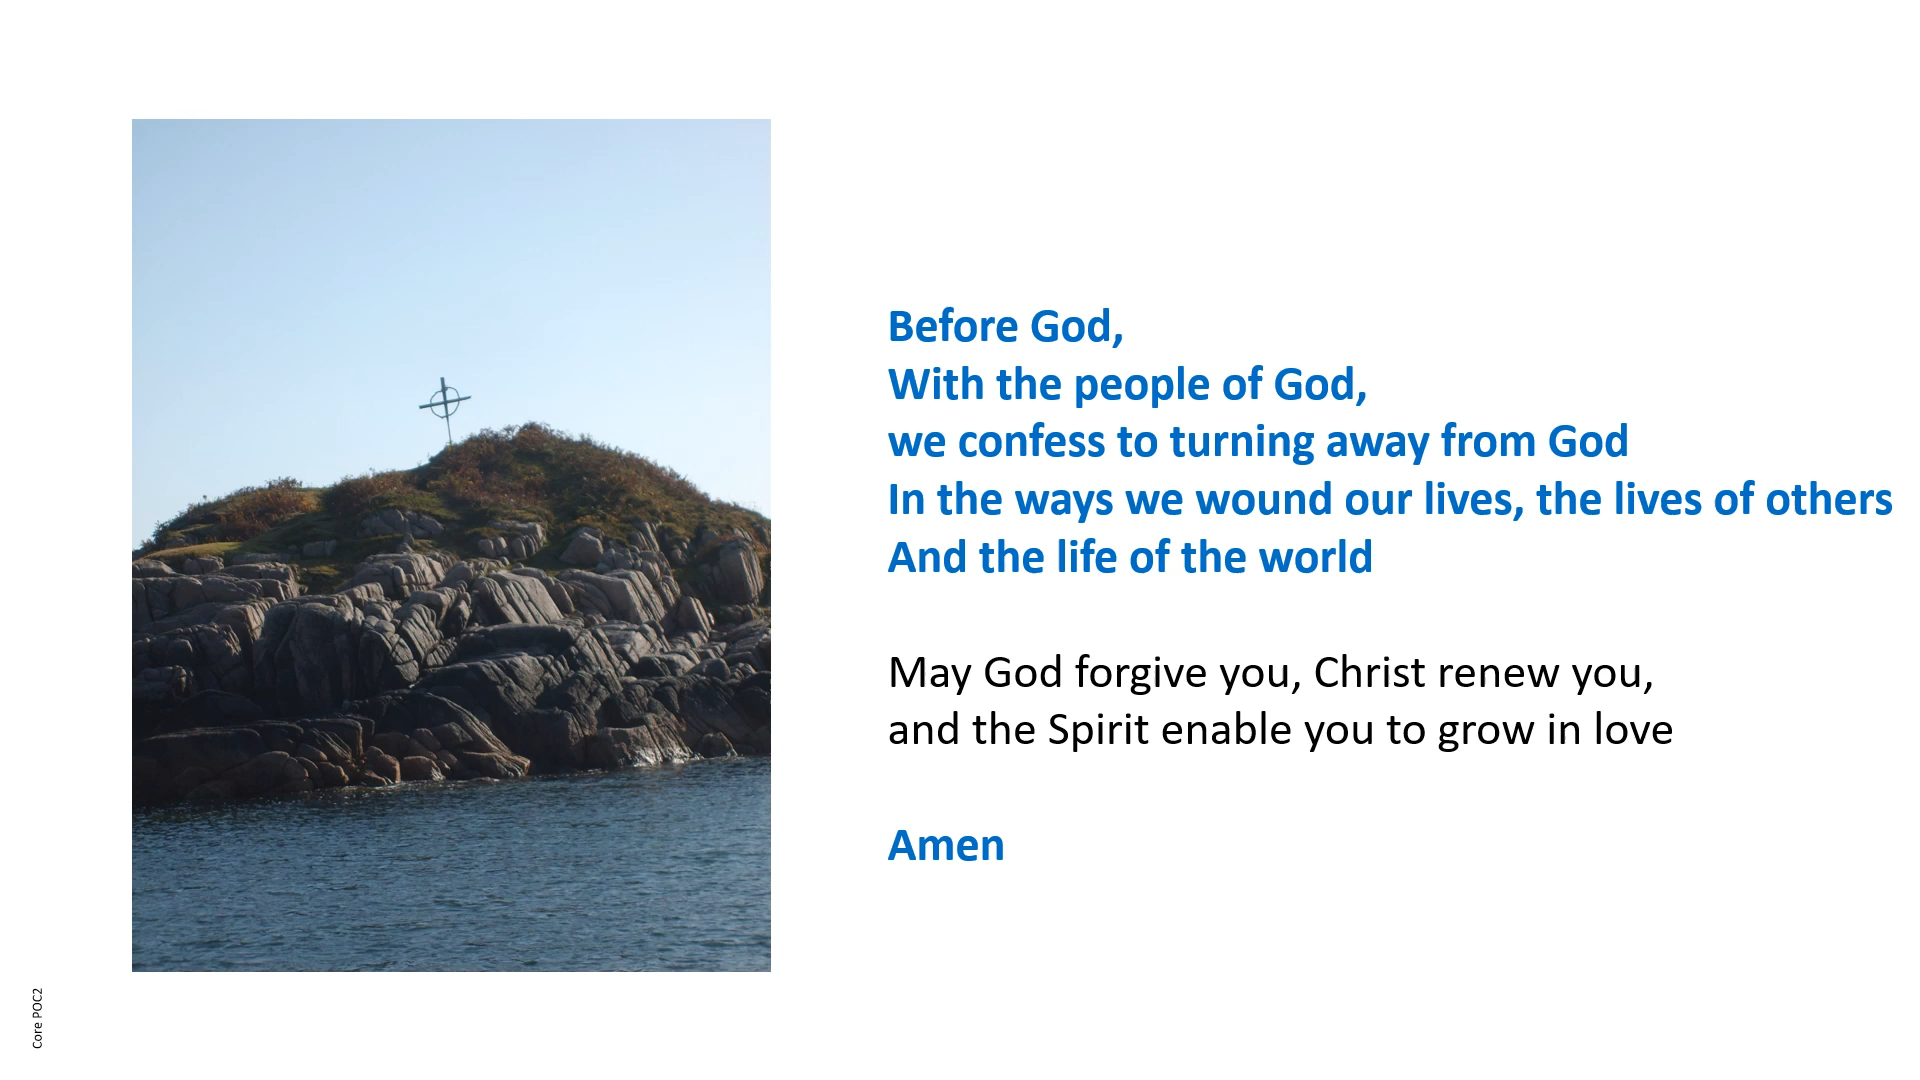 Before God,
With the people of God,
we confess to turning away from God
In the ways we wound our lives, the lives of others
And the life of the world
May God forgive you, Christ renew you,
and the Spirit enable you to grow in love
Amen
Core POC2